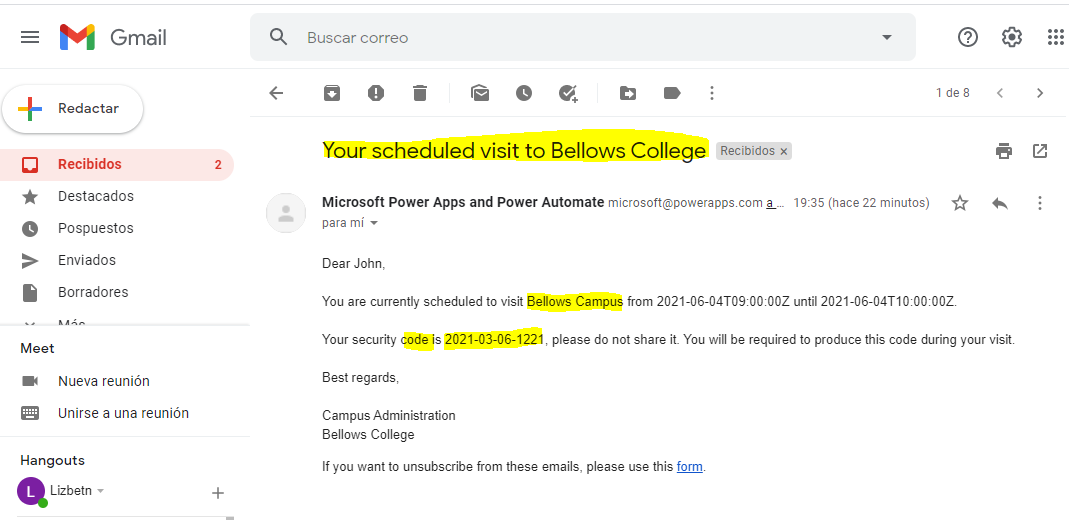 Gmail
Buscar correo
Redactar
1 de 8
Recibidos 2
Destacados
Pospuestos
Enviados
Borradores
Más
Meet
Nueva reunión
Unirse a una reunión
Hangouts
L Lizbetn
Your scheduled visit to Bellows College Recibidos ×
Microsoft Power Apps and Power Automate microsoft@powerapps.com a... 19:35 (hace 22 minutos)
para mí
Dear John,
You are currently scheduled to visit Bellows Campus from 2021-06-04T09:00:00Z until 2021-06-04T10:00:00Z.
Your security code is 2021-03-06-1221, please do not share it. You will be required to produce this code during your visit.
Best regards,
Campus Administration
Bellows College
If you want to unsubscribe from these emails, please use this form.